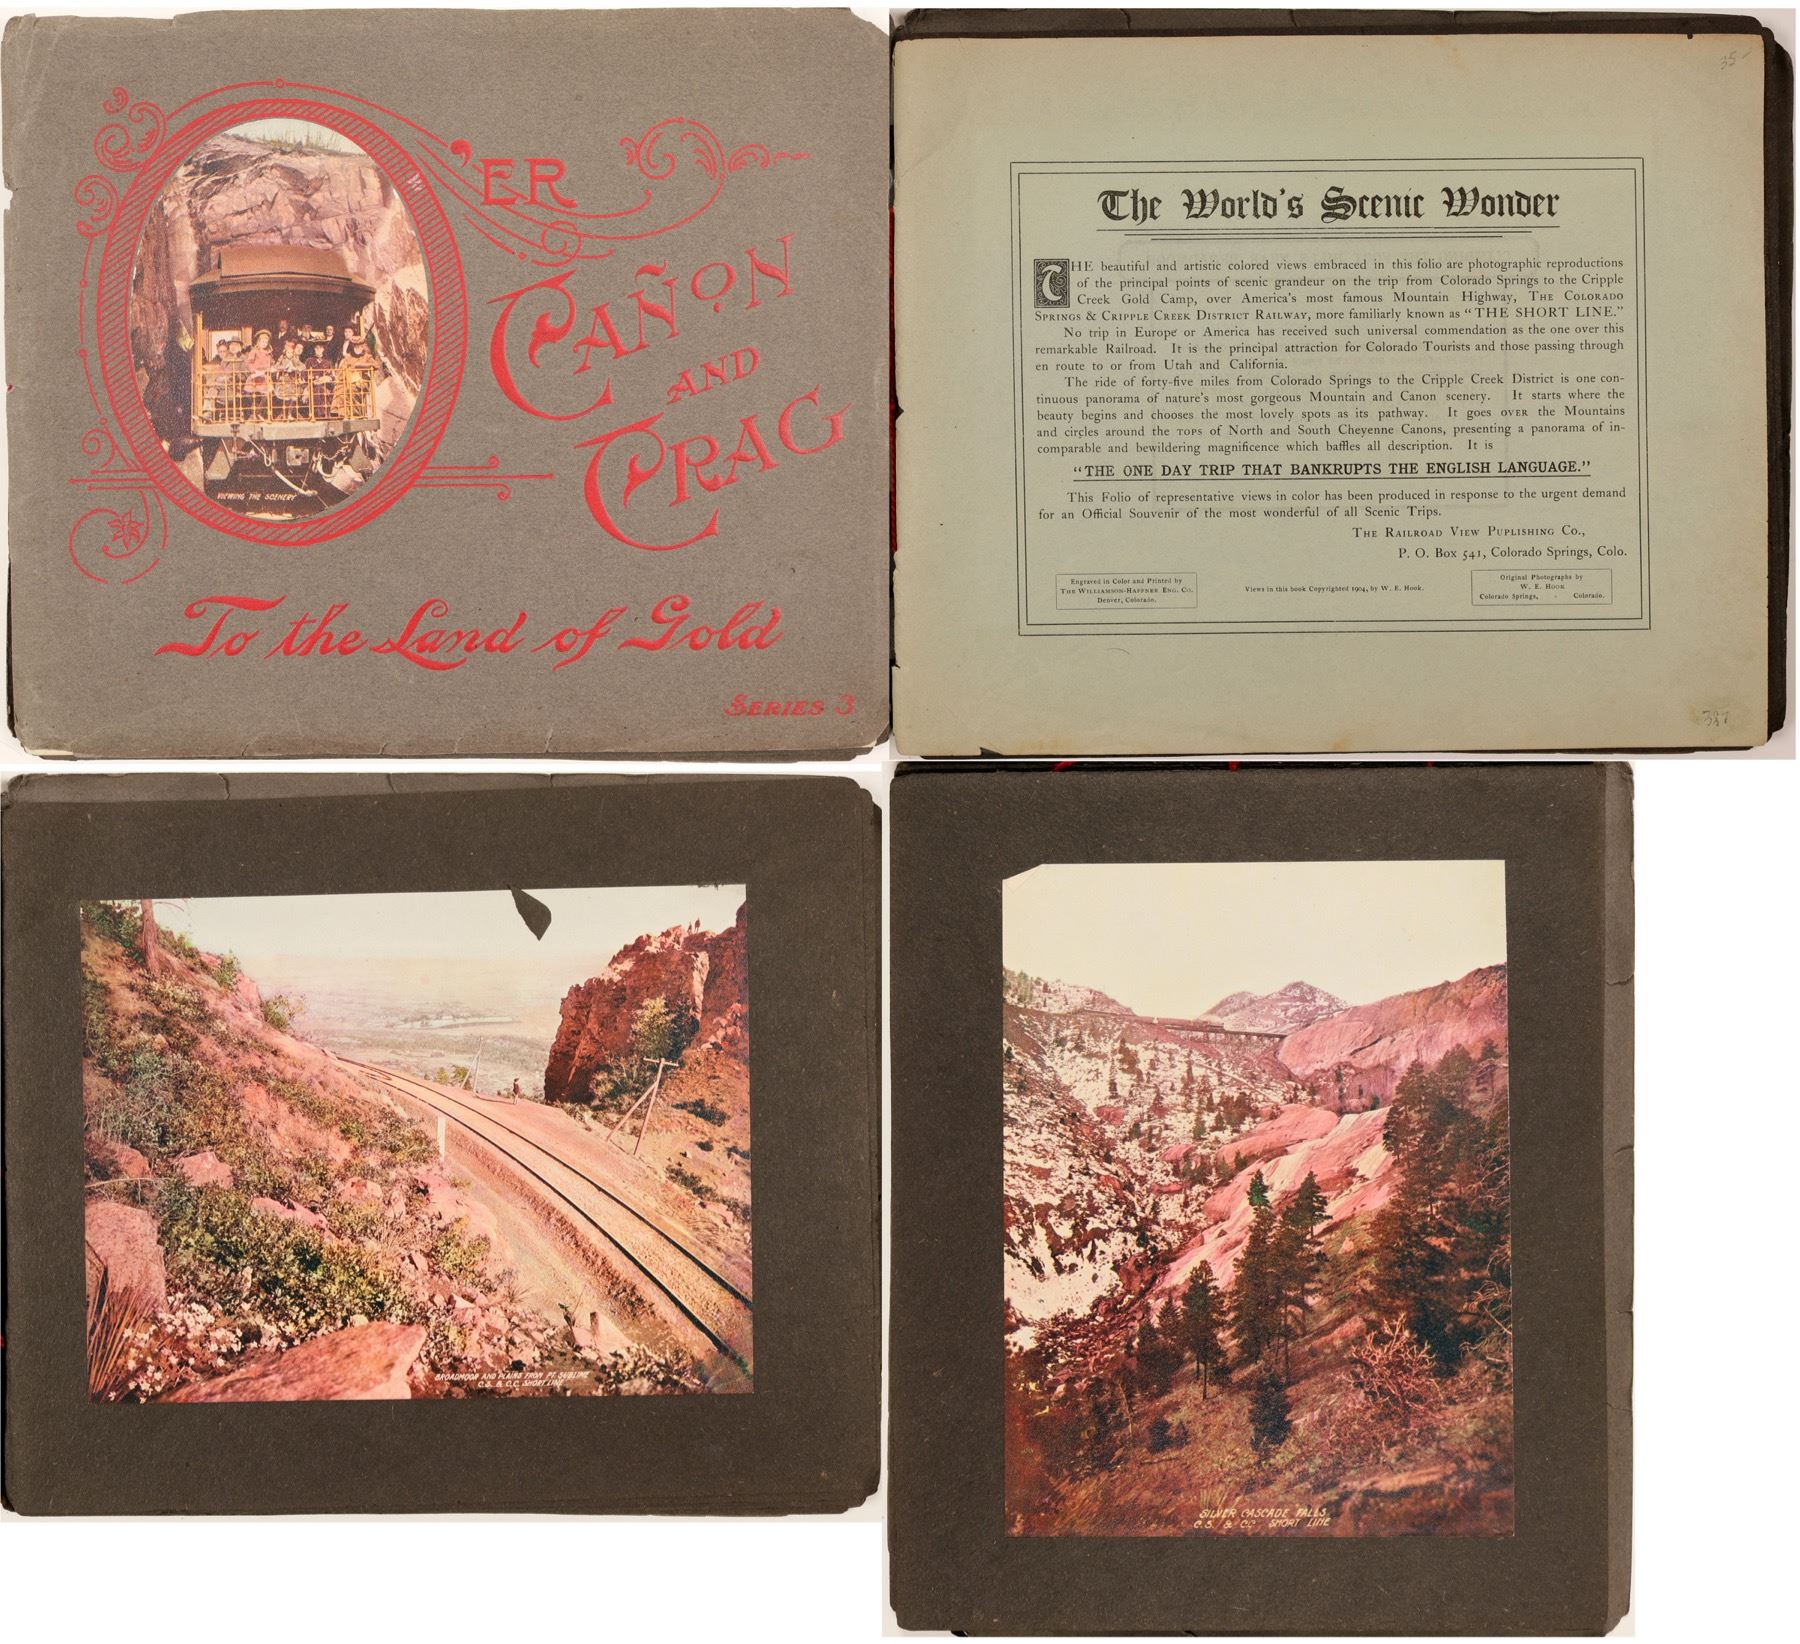 'ER
CAÑON
AND
CRAG
VIEWING THE SCENERY
To the Land of Gold
SERIES 3
35-
The World's Scenic Wonder
THE beautiful and artistic colored views embraced in this folio are photographic reproductions
of the principal points of scenic grandeur on the trip from Colorado Springs to the Cripple
Creek Gold Camp, over America's most famous Mountain Highway, THE COLORADO
SPRINGS & CRIPPLE CREEK DISTRICT RAILWAY, more familiarly known as "THE SHORT LINE."
No trip in Europe or America has received such universal commendation as the one over this
remarkable Railroad. It is the principal attraction for Colorado Tourists and those passing through
en route to or from Utah and California.
The ride of forty-five miles from Colorado Springs to the Cripple Creek District is one con-
tinuous panorama of nature's most gorgeous Mountain and Canon scenery. It starts where the
beauty begins and chooses the most lovely spots as its pathway. It goes OVER the Mountains
and circles around the TOPS of North and South Cheyenne Canons, presenting a panorama of in-
comparable and bewildering magnificence which baffles all description. It is
"THE ONE DAY TRIP THAT BANKRUPTS THE ENGLISH LANGUAGE."
This Folio of representative views in color has been produced in response to the urgent demand
for an Official Souvenir of the most wonderful of all Scenic Trips.
THE RAILROAD VIEW PUPLISHING CO.,
P. O. Box 541, Colorado Springs, Colo.
Engraved in Color and Printed by
THE WILLIAMSON-HAFFNER ENG. CO.
Denver, Colorado.
Views in this book Copyrighted 1904, by W. E. Hook.
Original Photographs by
W. E. HOOK
Colorado Springs, - Colorado.
BROADMOOR AND PLAINS FROM PT. SUBLIME
C.S. & C.C. SHORT LINE
SILVER CASCADE FALLS.
C.S. & C.C. SHORT LINE